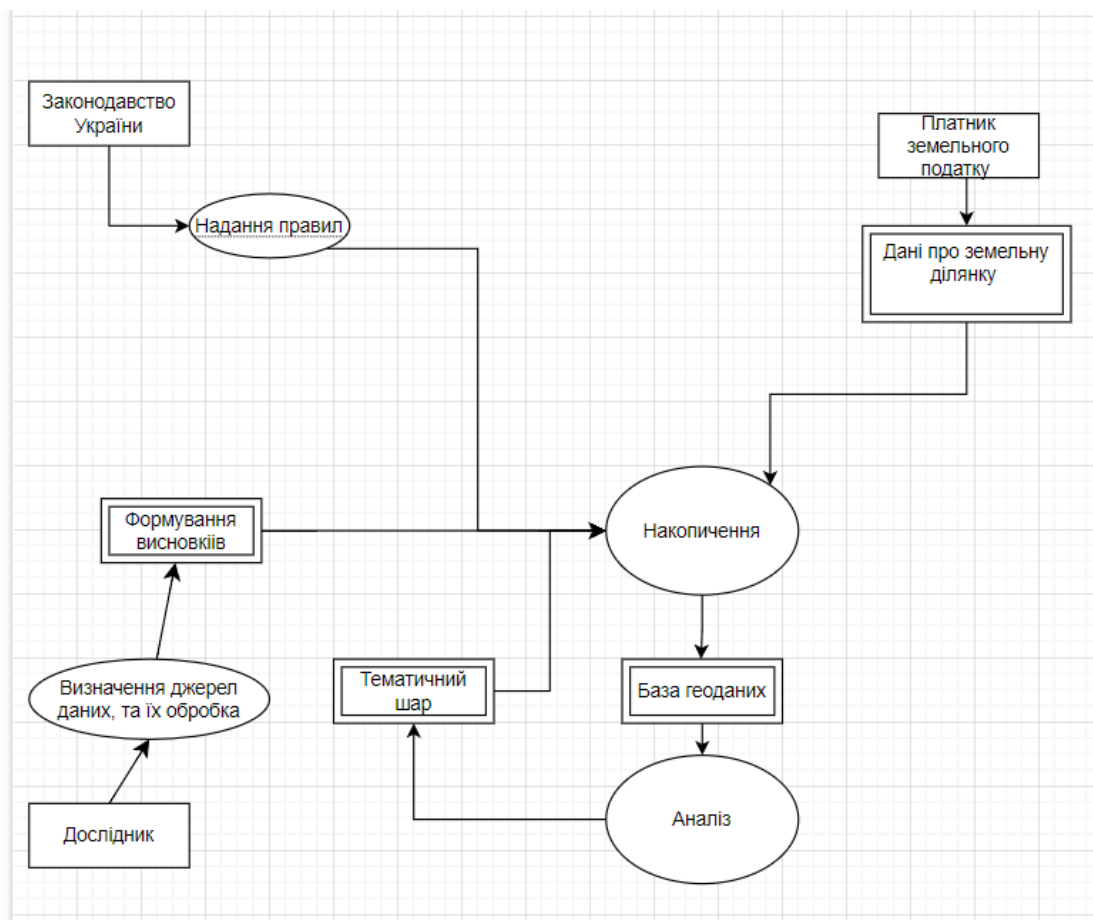 Законодавство
України
Платник
земельного
податку
Надання правил
Дані про земельну
ділянку
Формування
висновкіів
Накопичення
Визначення джерел
даних, та їх обробка
Тематичний
шар
База геоданих
Дослідник
Аналіз